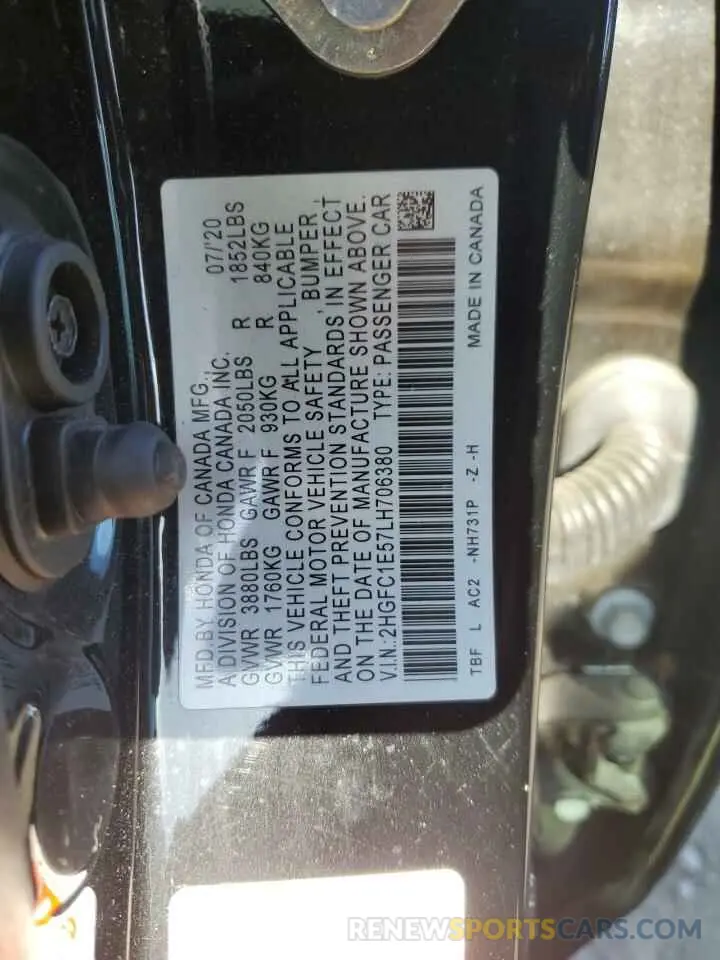 MFD.BY HONDA OF CANADA MFG., 07/'20
A DIVISION OF HONDA CANADA INC.
GVWR 3880LBS GAWR F 2050LBS R 1852LBS
GVWR 1760KG GAWR F 930KG R 840KG
THIS VEHICLE CONFORMS TO ALL APPLICABLE
FEDERAL MOTOR VEHICLE SAFETY , BUMPER ,
AND THEFT PREVENTION STANDARDS IN EFFECT
ON THE DATE OF MANUFACTURE SHOWN ABOVE.
V.I.N.:2HGFC1E57LH706380 TYPE: PASSENGER CAR
TBF L AC2 -NH731P -Z -H MADE IN CANADA
RENEWSPORTSCARS.COM